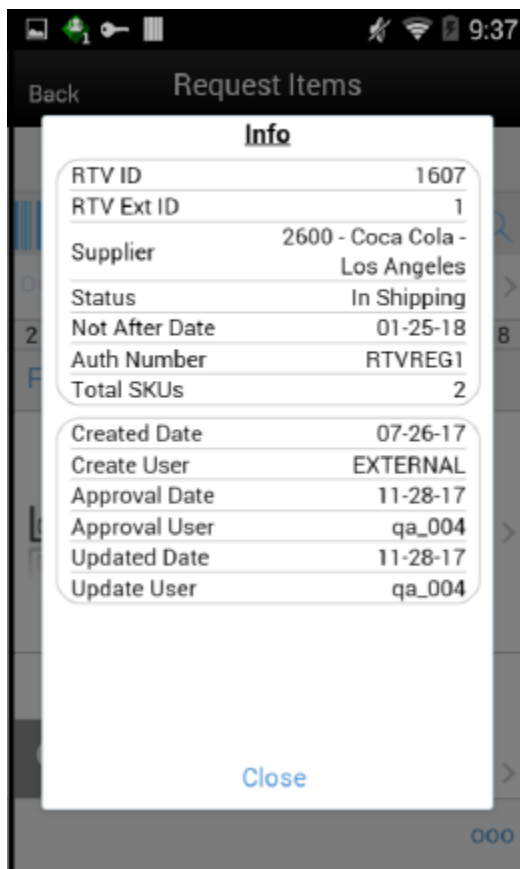 1
9:37
Back
Request Items
Info
RTV ID 1607
RTV Ext ID 1
Supplier 2600 - Coca Cola -
Los Angeles
Status In Shipping
Not After Date 01-25-18
2
8
Auth Number RTVREG1
Total SKUs 2
Created Date 07-26-17
Create User EXTERNAL
Approval Date 11-28-17
Approval User qa_004
Updated Date 11-28-17
Update User qa_004
Close